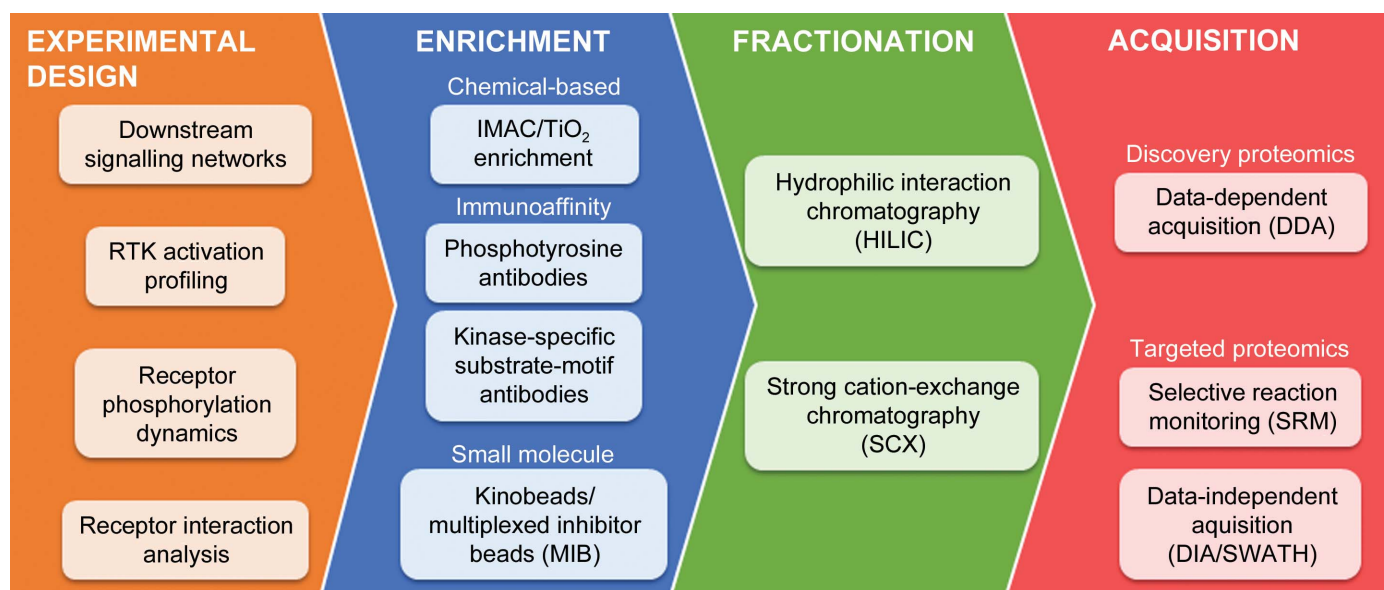 EXPERIMENTAL
DESIGN
Downstream
signalling networks
RTK activation
profiling
Receptor
phosphorylation
dynamics
Receptor interaction
analysis
ENRICHMENT
Chemical-based
IMAC/TiO₂
enrichment
Immunoaffinity
Phosphotyrosine
antibodies
Kinase-specific
substrate-motif
antibodies
Small molecule
Kinobeads/
multiplexed inhibitor
beads (MIB)
FRACTIONATION
Hydrophilic interaction
chromatography
(HILIC)
Strong cation-exchange
chromatography
(SCX)
ACQUISITION
Discovery proteomics
Data-dependent
acquisition (DDA)
Targeted proteomics
Selective reaction
monitoring (SRM)
Data-independent
aquisition
(DIA/SWATH)